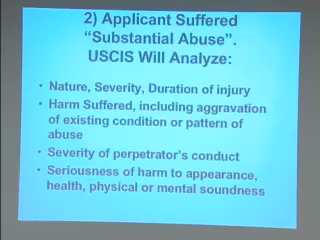 2) Applicant Suffered
“Substantial Abuse”.
USCIS Will Analyze:
• Nature, Severity, Duration of injury
• Harm Suffered, including aggravation
of existing condition or pattern of
abuse
• Severity of perpetrator’s conduct
• Seriousness of harm to appearance,
health, physical or mental soundness